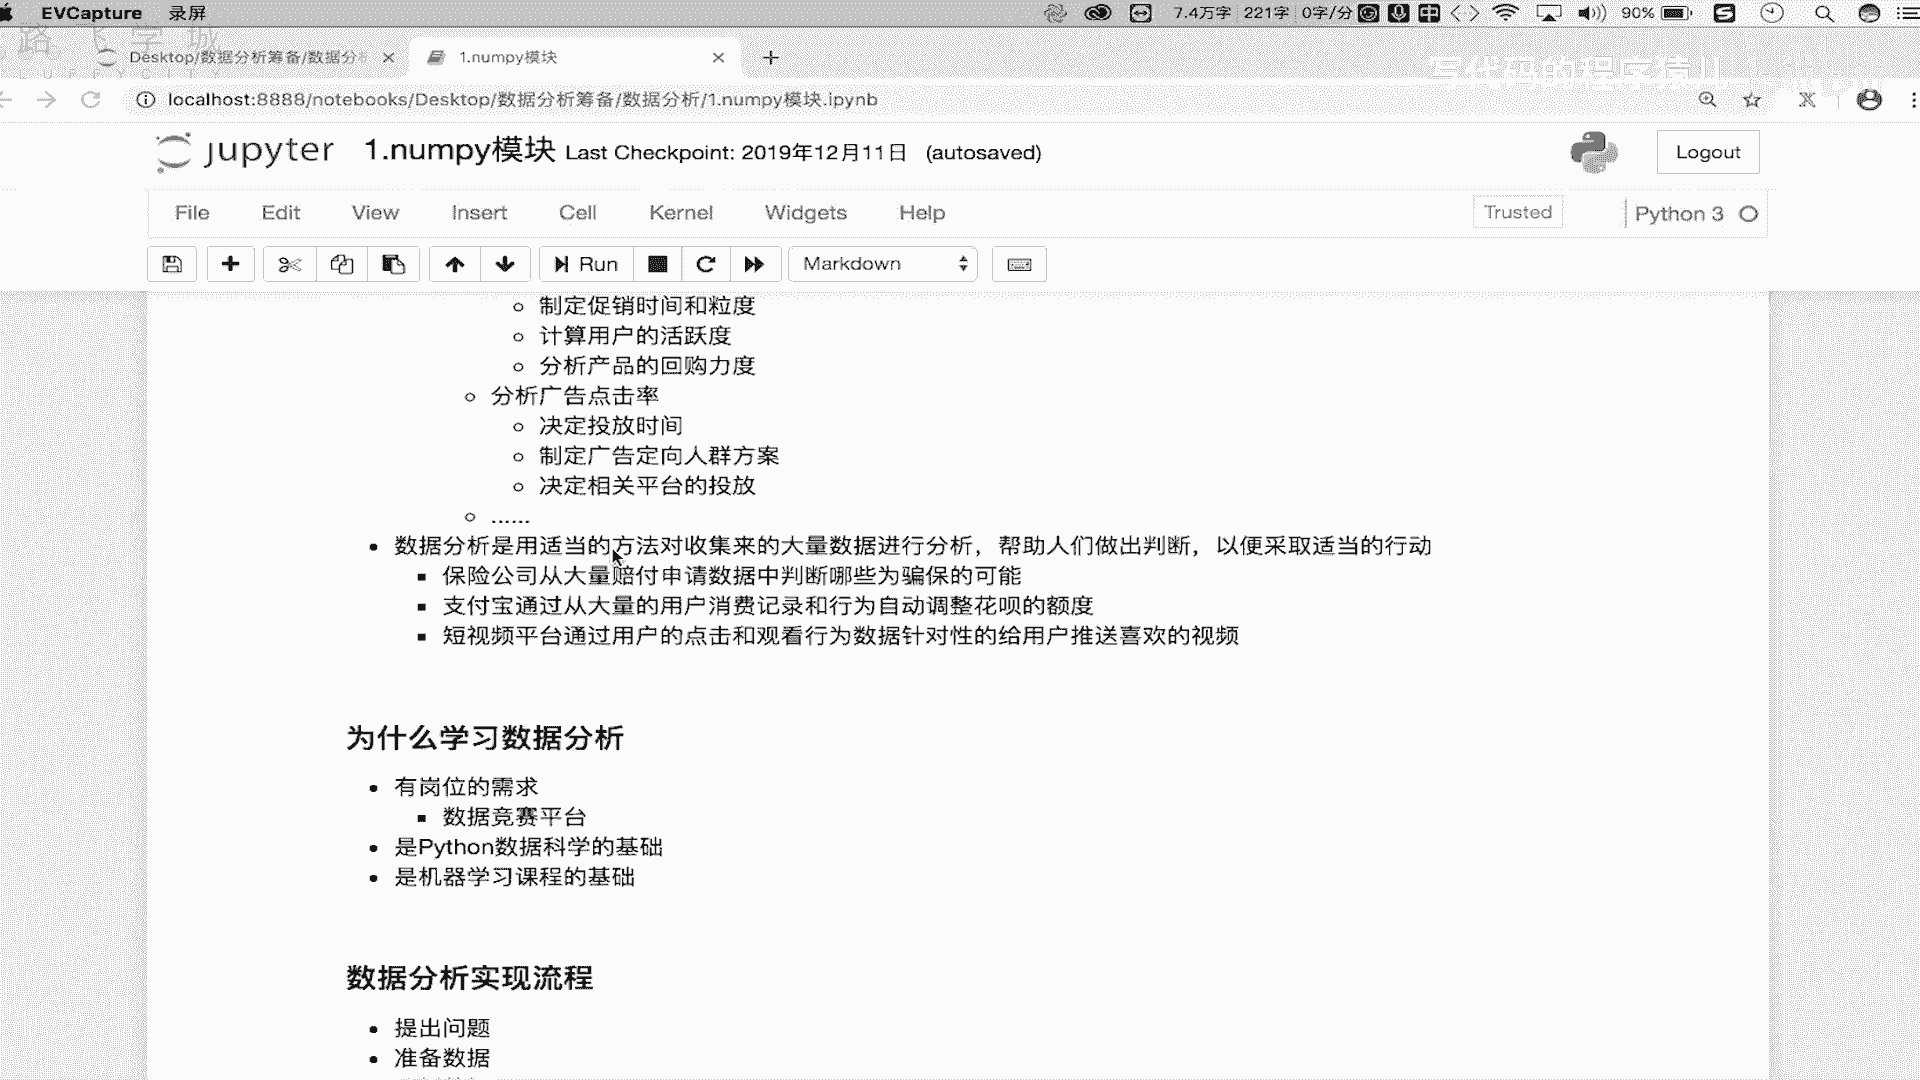 EVCapture 录屏 7.4万字 221字 0字/分 中 90%
路飞学城
LUFFYCITY
Desktop/数据分析筹备/数据分 1.numpy模块
写代码的程序猿儿
localhost:8888/notebooks/Desktop/数据分析筹备/数据分析/1.numpy模块.ipynb
jupyter 1.numpy模块 Last Checkpoint: 2019年12月11日 (autosaved) Logout
File Edit View Insert Cell Kernel Widgets Help Trusted Python 3
Run Markdown
制定促销时间和粒度
计算用户的活跃度
分析产品的回购力度
分析广告点击率
决定投放时间
制定广告定向人群方案
决定相关平台的投放
......
数据分析是用适当的方法对收集来的大量数据进行分析，帮助人们做出判断，以便采取适当的行动
保险公司从大量赔付申请数据中判断哪些为骗保的可能
支付宝通过从大量的用户消费记录和行为自动调整花呗的额度
短视频平台通过用户的点击和观看行为数据针对性的给用户推送喜欢的视频
为什么学习数据分析
有岗位的需求
数据竞赛平台
是Python数据科学的基础
是机器学习课程的基础
数据分析实现流程
提出问题
准备数据